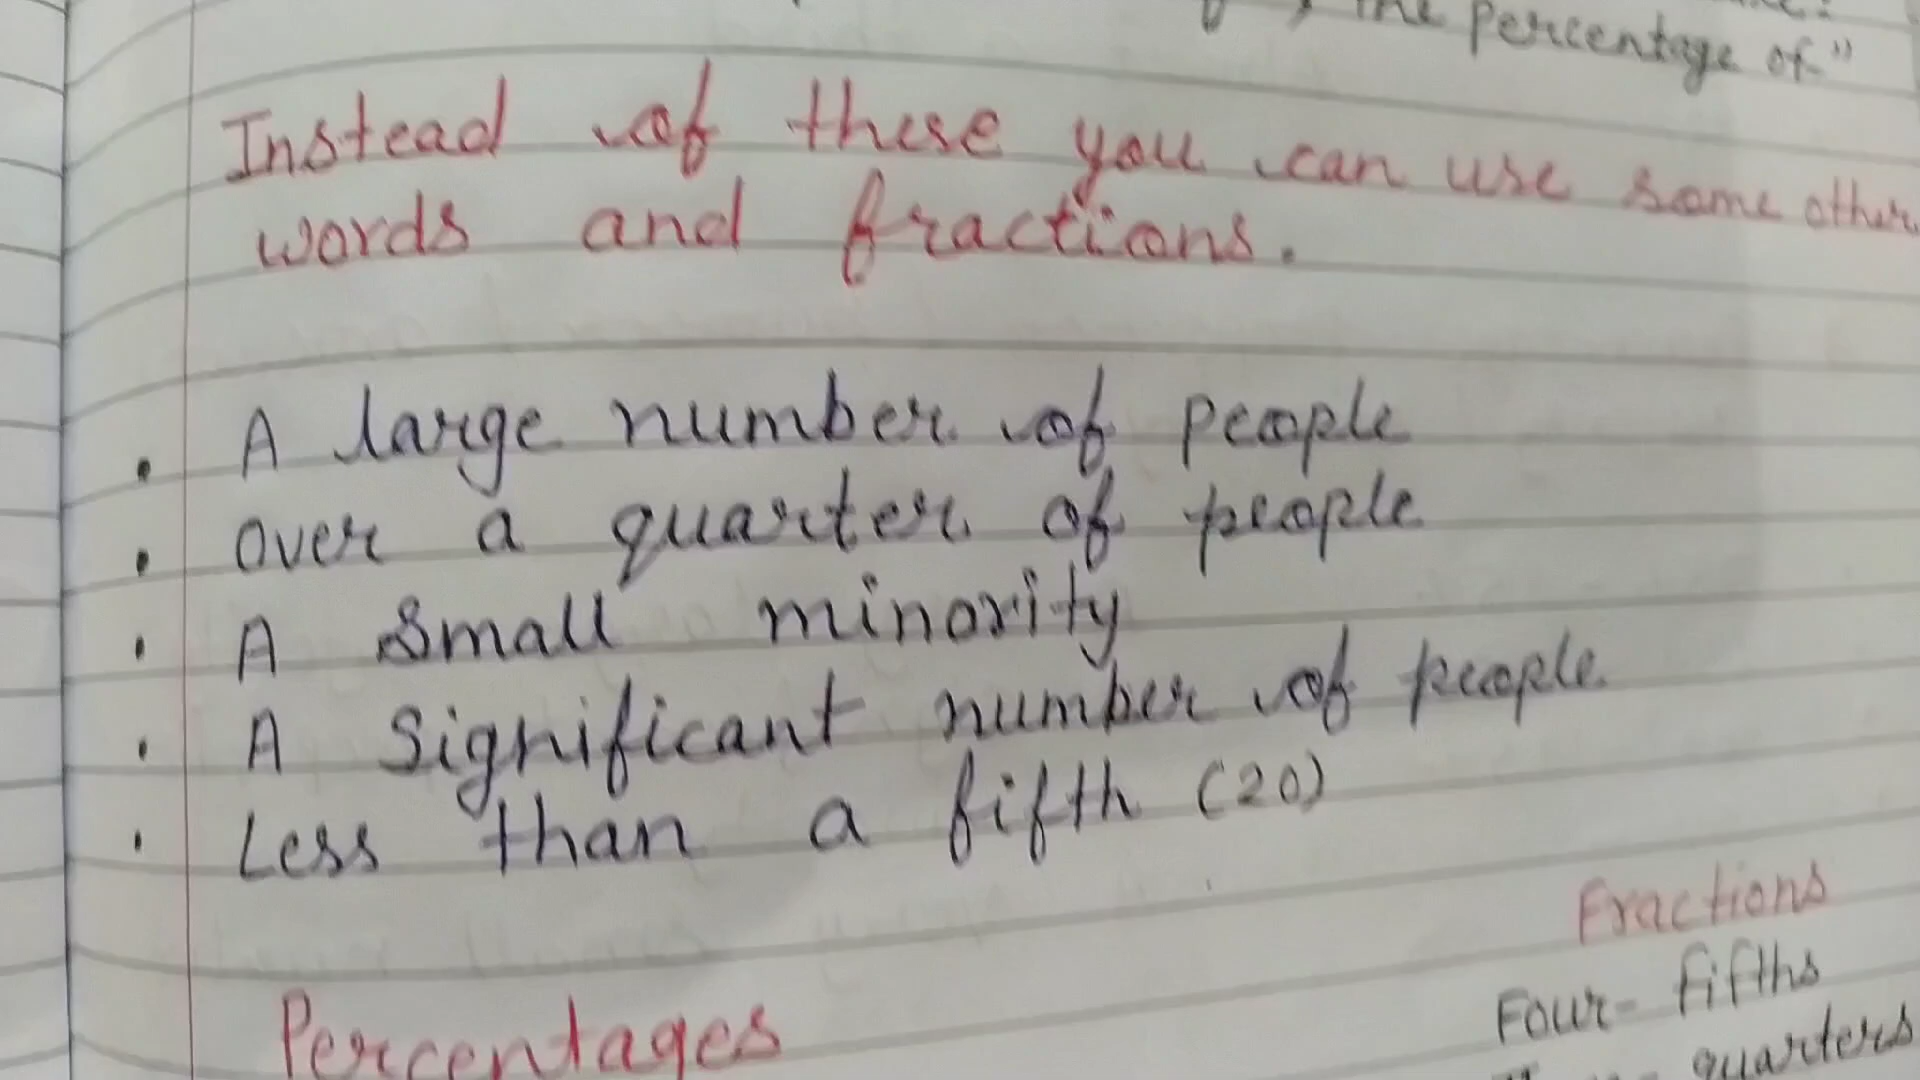 the percentage of"
Instead of these you can use some other
words and fractions.
• A large number of people
• Over a quarter of people
• A small minority
• A Significant number of people
• Less than a fifth (20)
Fractions
Four-fifths
Percentages
quarters